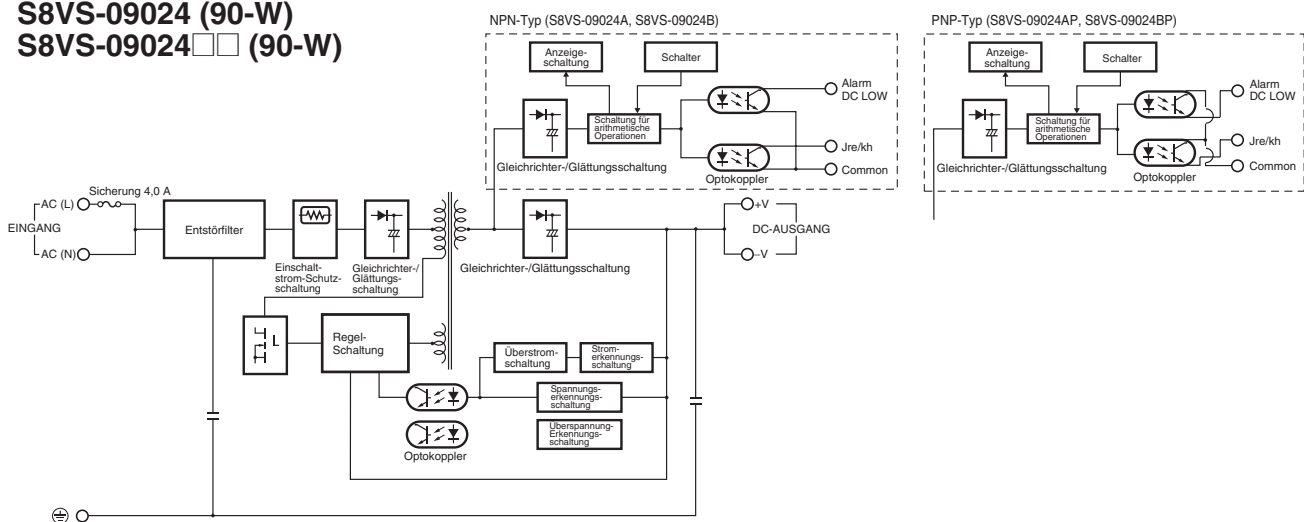 S8VS-09024 (90-W)
S8VS-09024□□ (90-W)
NPN-Typ (S8VS-09024A, S8VS-09024B)
Anzeige-
schaltung
Schalter
Alarm
DC LOW
Schaltung für
arithmetische
Operationen
Jre/kh
Gleichrichter-/Glättungsschaltung
Common
Optokoppler
PNP-Typ (S8VS-09024AP, S8VS-09024BP)
Anzeige-
schaltung
Schalter
Alarm
DC LOW
Schaltung für
arithmetische
Operationen
Jre/kh
Gleichrichter-/Glättungsschaltung
Common
Optokoppler
Sicherung 4,0 A
AC (L)
EINGANG
AC (N)
Entstörfilter
Einschalt-
strom-Schutz-
schaltung
Gleichrichter-/
Glättungs-
schaltung
Gleichrichter-/Glättungsschaltung
+V
DC-AUSGANG
–V
Regel-
Schaltung
Überstrom-
schaltung
Strom-
erkennungs-
schaltung
Spannungs-
erkennungs-
schaltung
Überspannung-
Erkennungs-
schaltung
Optokoppler